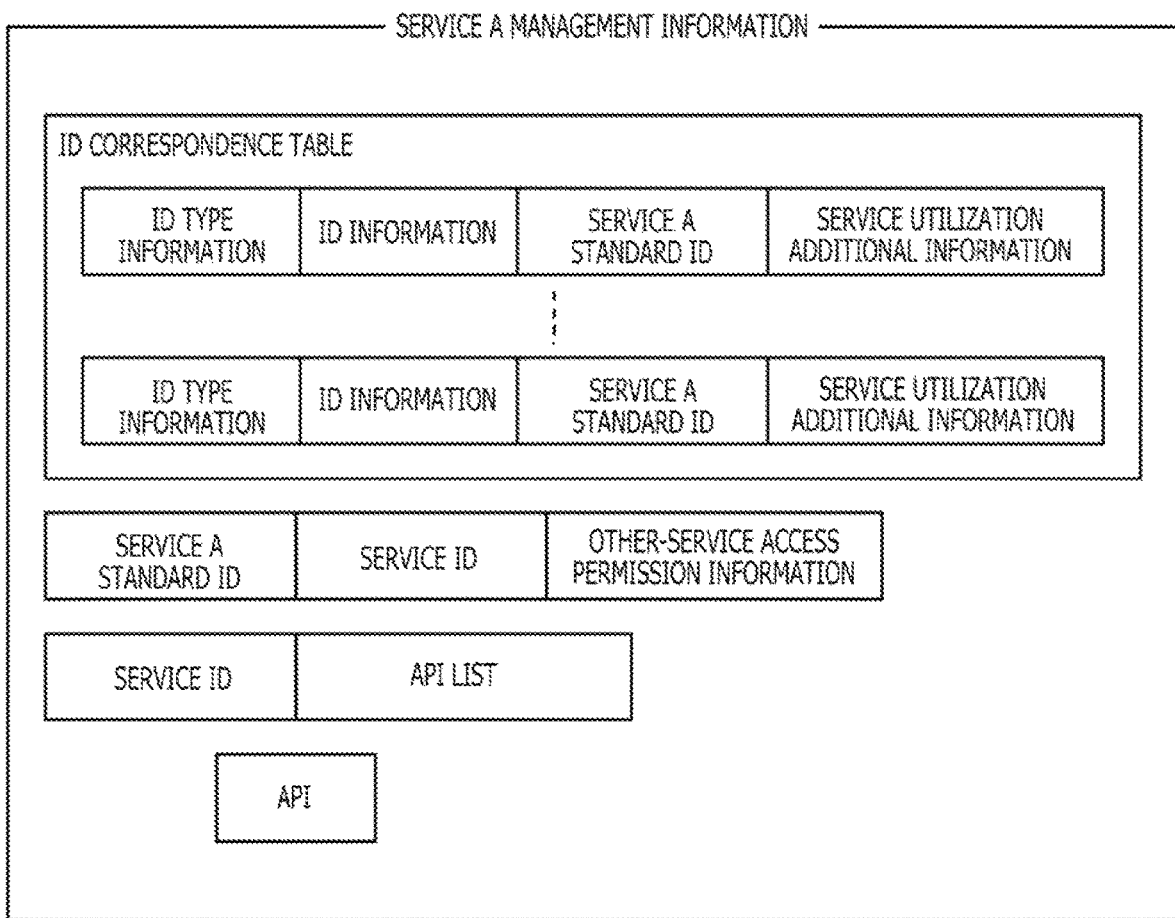 SERVICE A MANAGEMENT INFORMATION
ID CORRESPONDENCE TABLE
ID TYPE
INFORMATION
ID INFORMATION
SERVICE A
STANDARD ID
SERVICE UTILIZATION
ADDITIONAL INFORMATION
ID TYPE
INFORMATION
ID INFORMATION
SERVICE A
STANDARD ID
SERVICE UTILIZATION
ADDITIONAL INFORMATION
SERVICE A
STANDARD ID
SERVICE ID
OTHER-SERVICE ACCESS
PERMISSION INFORMATION
SERVICE ID
API LIST
API